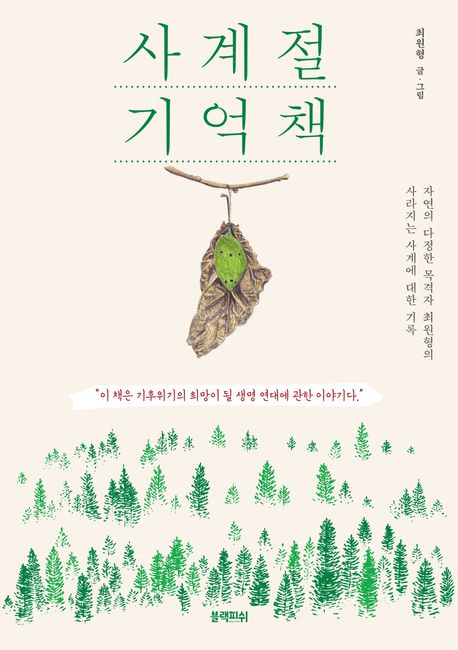 사계절
기억책
최원형 글·그림
자연의 다정한 목격자 최원형의
사라지는 사계에 대한 기록
"이 책은 기후위기의 희망이 될 생명 연대에 관한 이야기다."
블랙피쉬